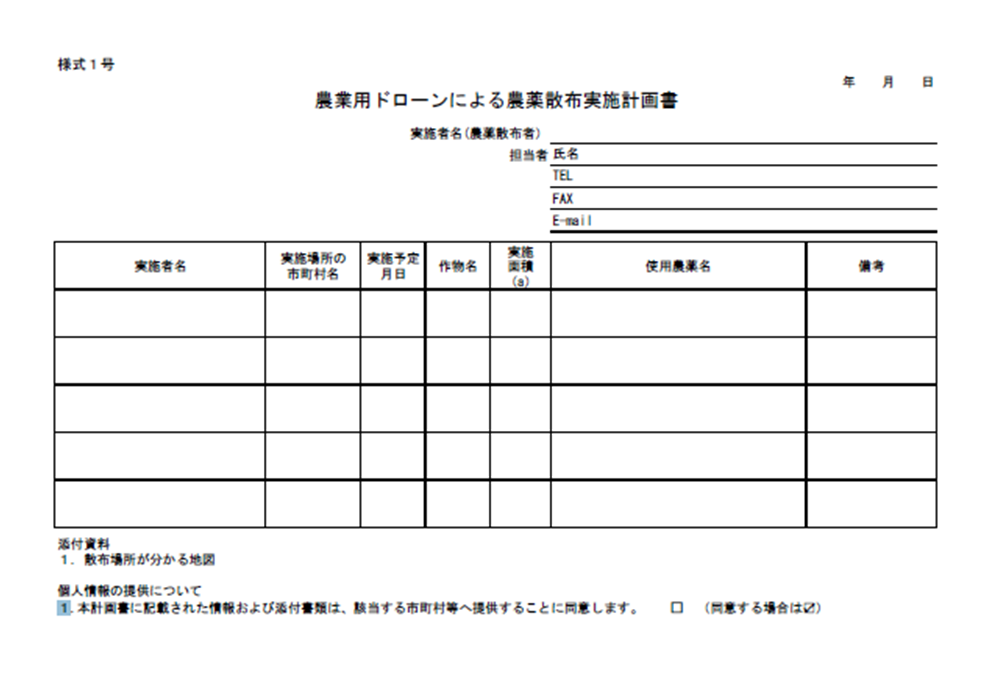 様式１号
年　月　日
農業用ドローンによる農薬散布実施計画書
実施者名(農薬散布者)
担当者 氏名
TEL
FAX
E-mail
実施者名　実施場所の市町村名　実施予定月日　作物名　実施面積(a)　使用農薬名　備考
添付資料
１．散布場所が分かる地図
個人情報の提供について
１.本計画書に記載された情報および添付書類は、該当する市町村等へ提供することに同意します。　□　（同意する場合は☑）